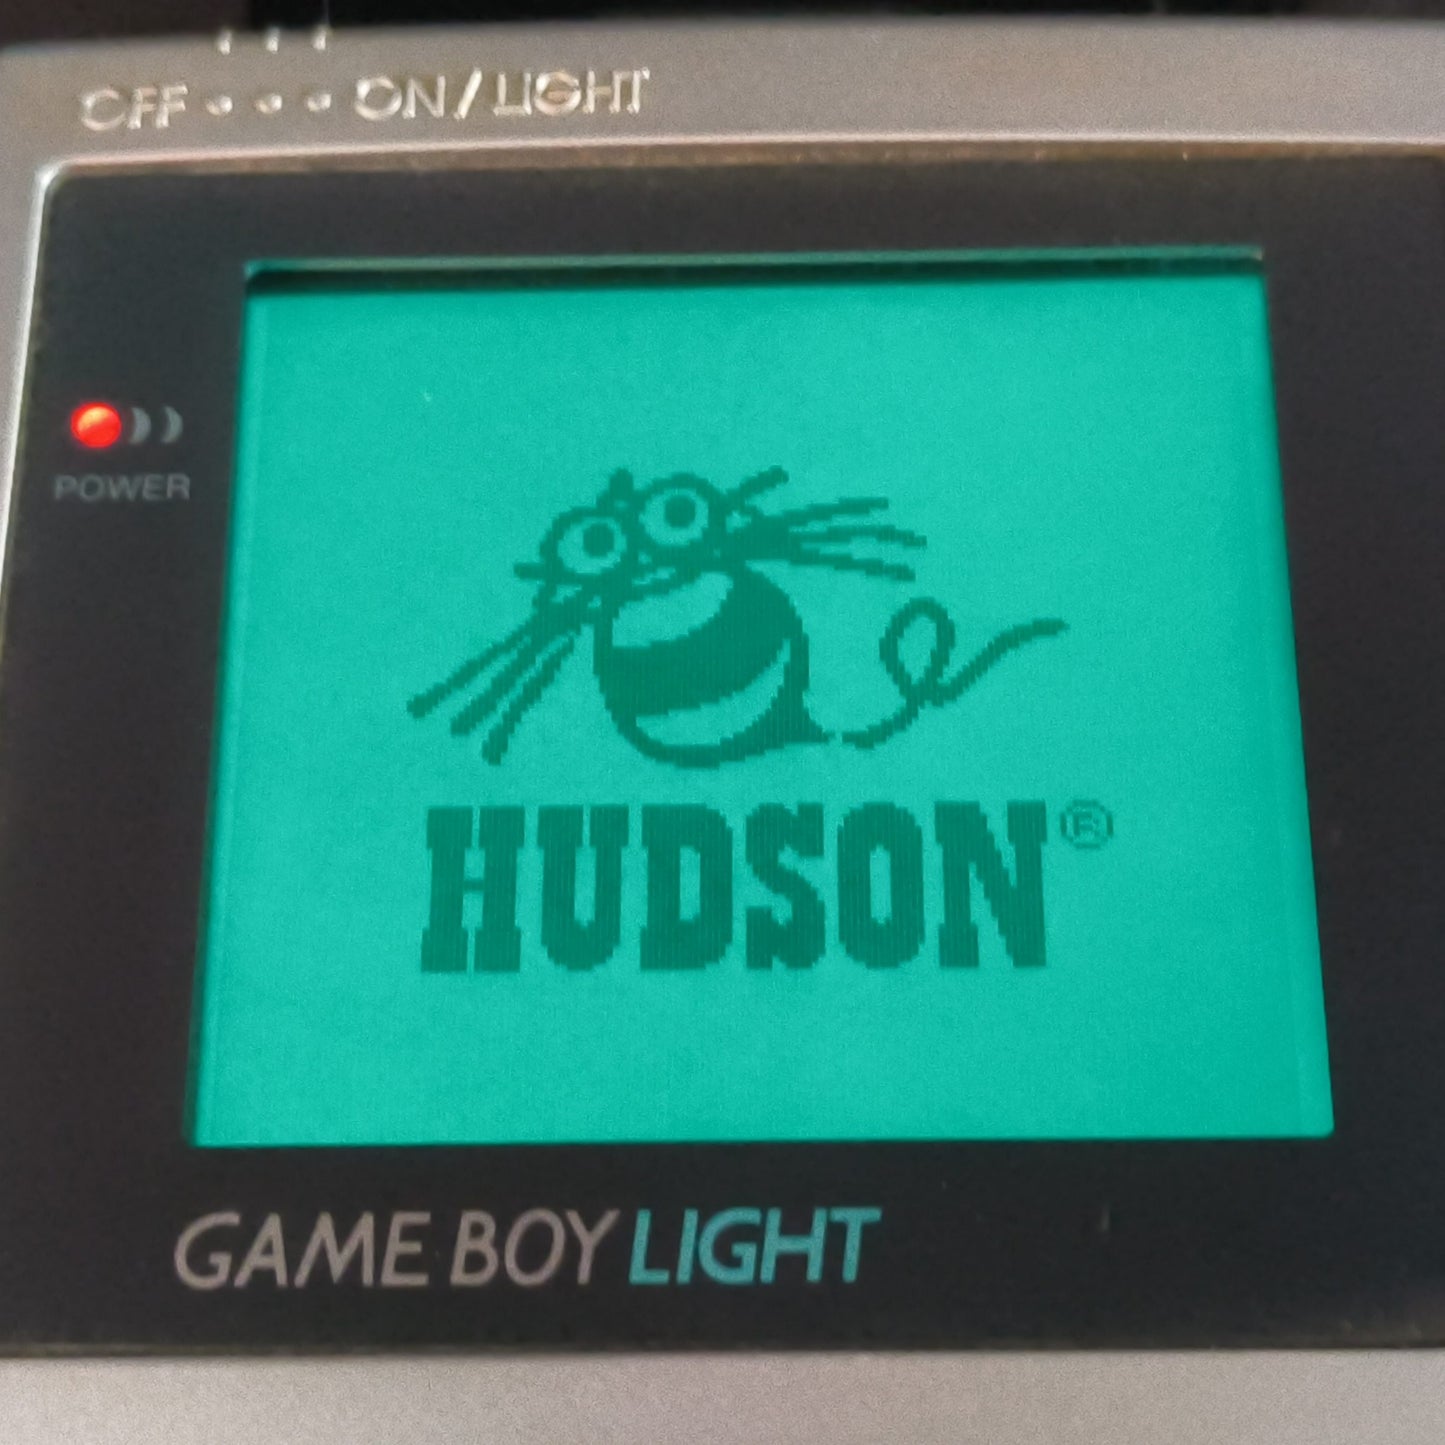 OFF • • • ON/LIGHT
POWER
HUDSON®
GAME BOY LIGHT